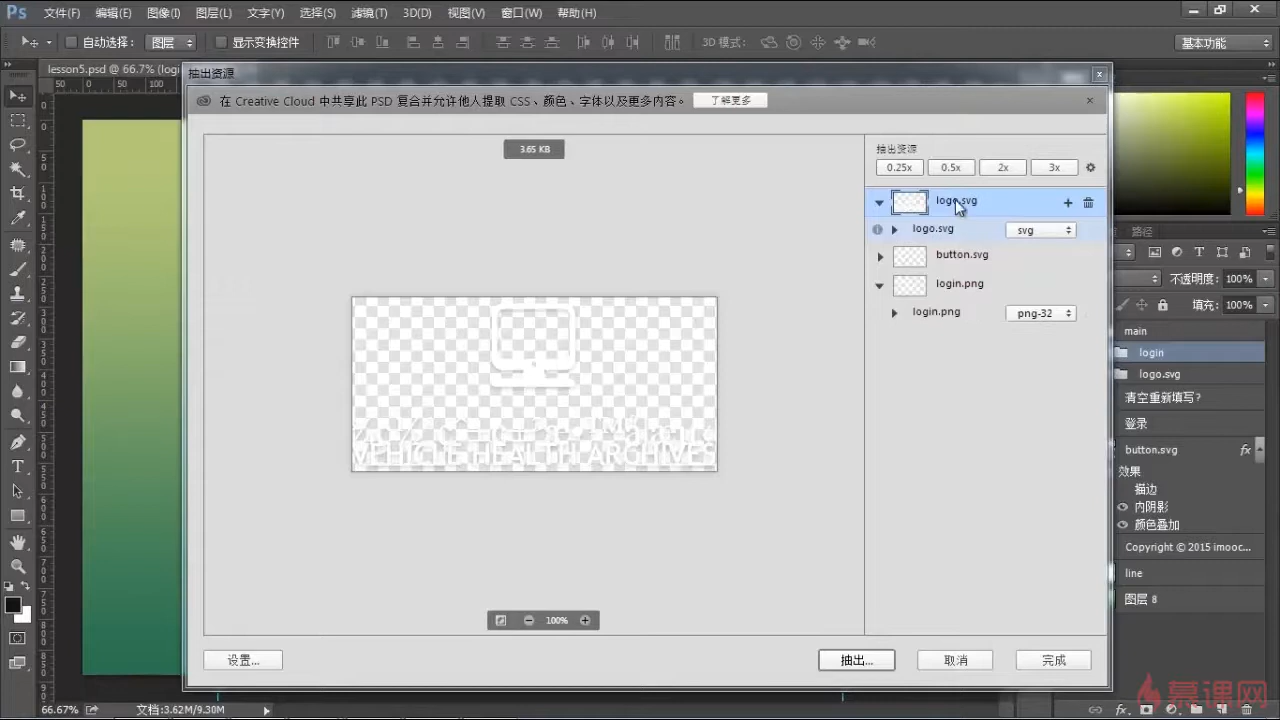 Ps 文件(F) 编辑(E) 图像(I) 图层(L) 文字(Y) 选择(S) 滤镜(T) 3D(D) 视图(V) 窗口(W) 帮助(H)
自动选择： 图层 显示变换控件 3D 模式： 基本功能
lesson5.psd @ 66.7% (log
抽出资源
在 Creative Cloud 中共享此 PSD 复合并允许他人提取 CSS、颜色、字体以及更多内容。 了解更多
3.65 KB
抽出资源
0.25x 0.5x 2x 3x
logo.svg
logo.svg svg
button.svg
login.png
login.png png-32
VEHICLE HEALTH ARCHIVES
100%
设置... 抽出... 取消 完成
路径
不透明度： 100%
填充： 100%
main
login
logo.svg
青空重新填写?
登录
button.svg fx
效果
描边
内阴影
颜色叠加
Copyright © 2015 imooc...
line
图层 8
66.67% 文档:3.62M/9.30M
慕课网